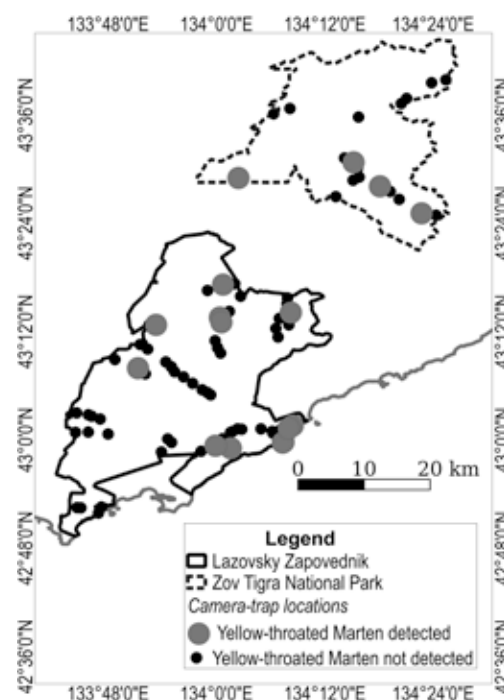 133°48'0"E 134°0'0"E 134°12'0"E 134°24'0"E
43°36'0"N 43°36'0"N
43°24'0"N 43°24'0"N
43°12'0"N 43°12'0"N
43°0'0"N 43°0'0"N
0 10 20 km
42°48'0"N 42°48'0"N
Legend
Lazovsky Zapovednik
Zov Tigra National Park
Camera-trap locations
Yellow-throated Marten detected
Yellow-throated Marten not detected
42°36'0"N 42°36'0"N
133°48'0"E 134°0'0"E 134°12'0"E 134°24'0"E